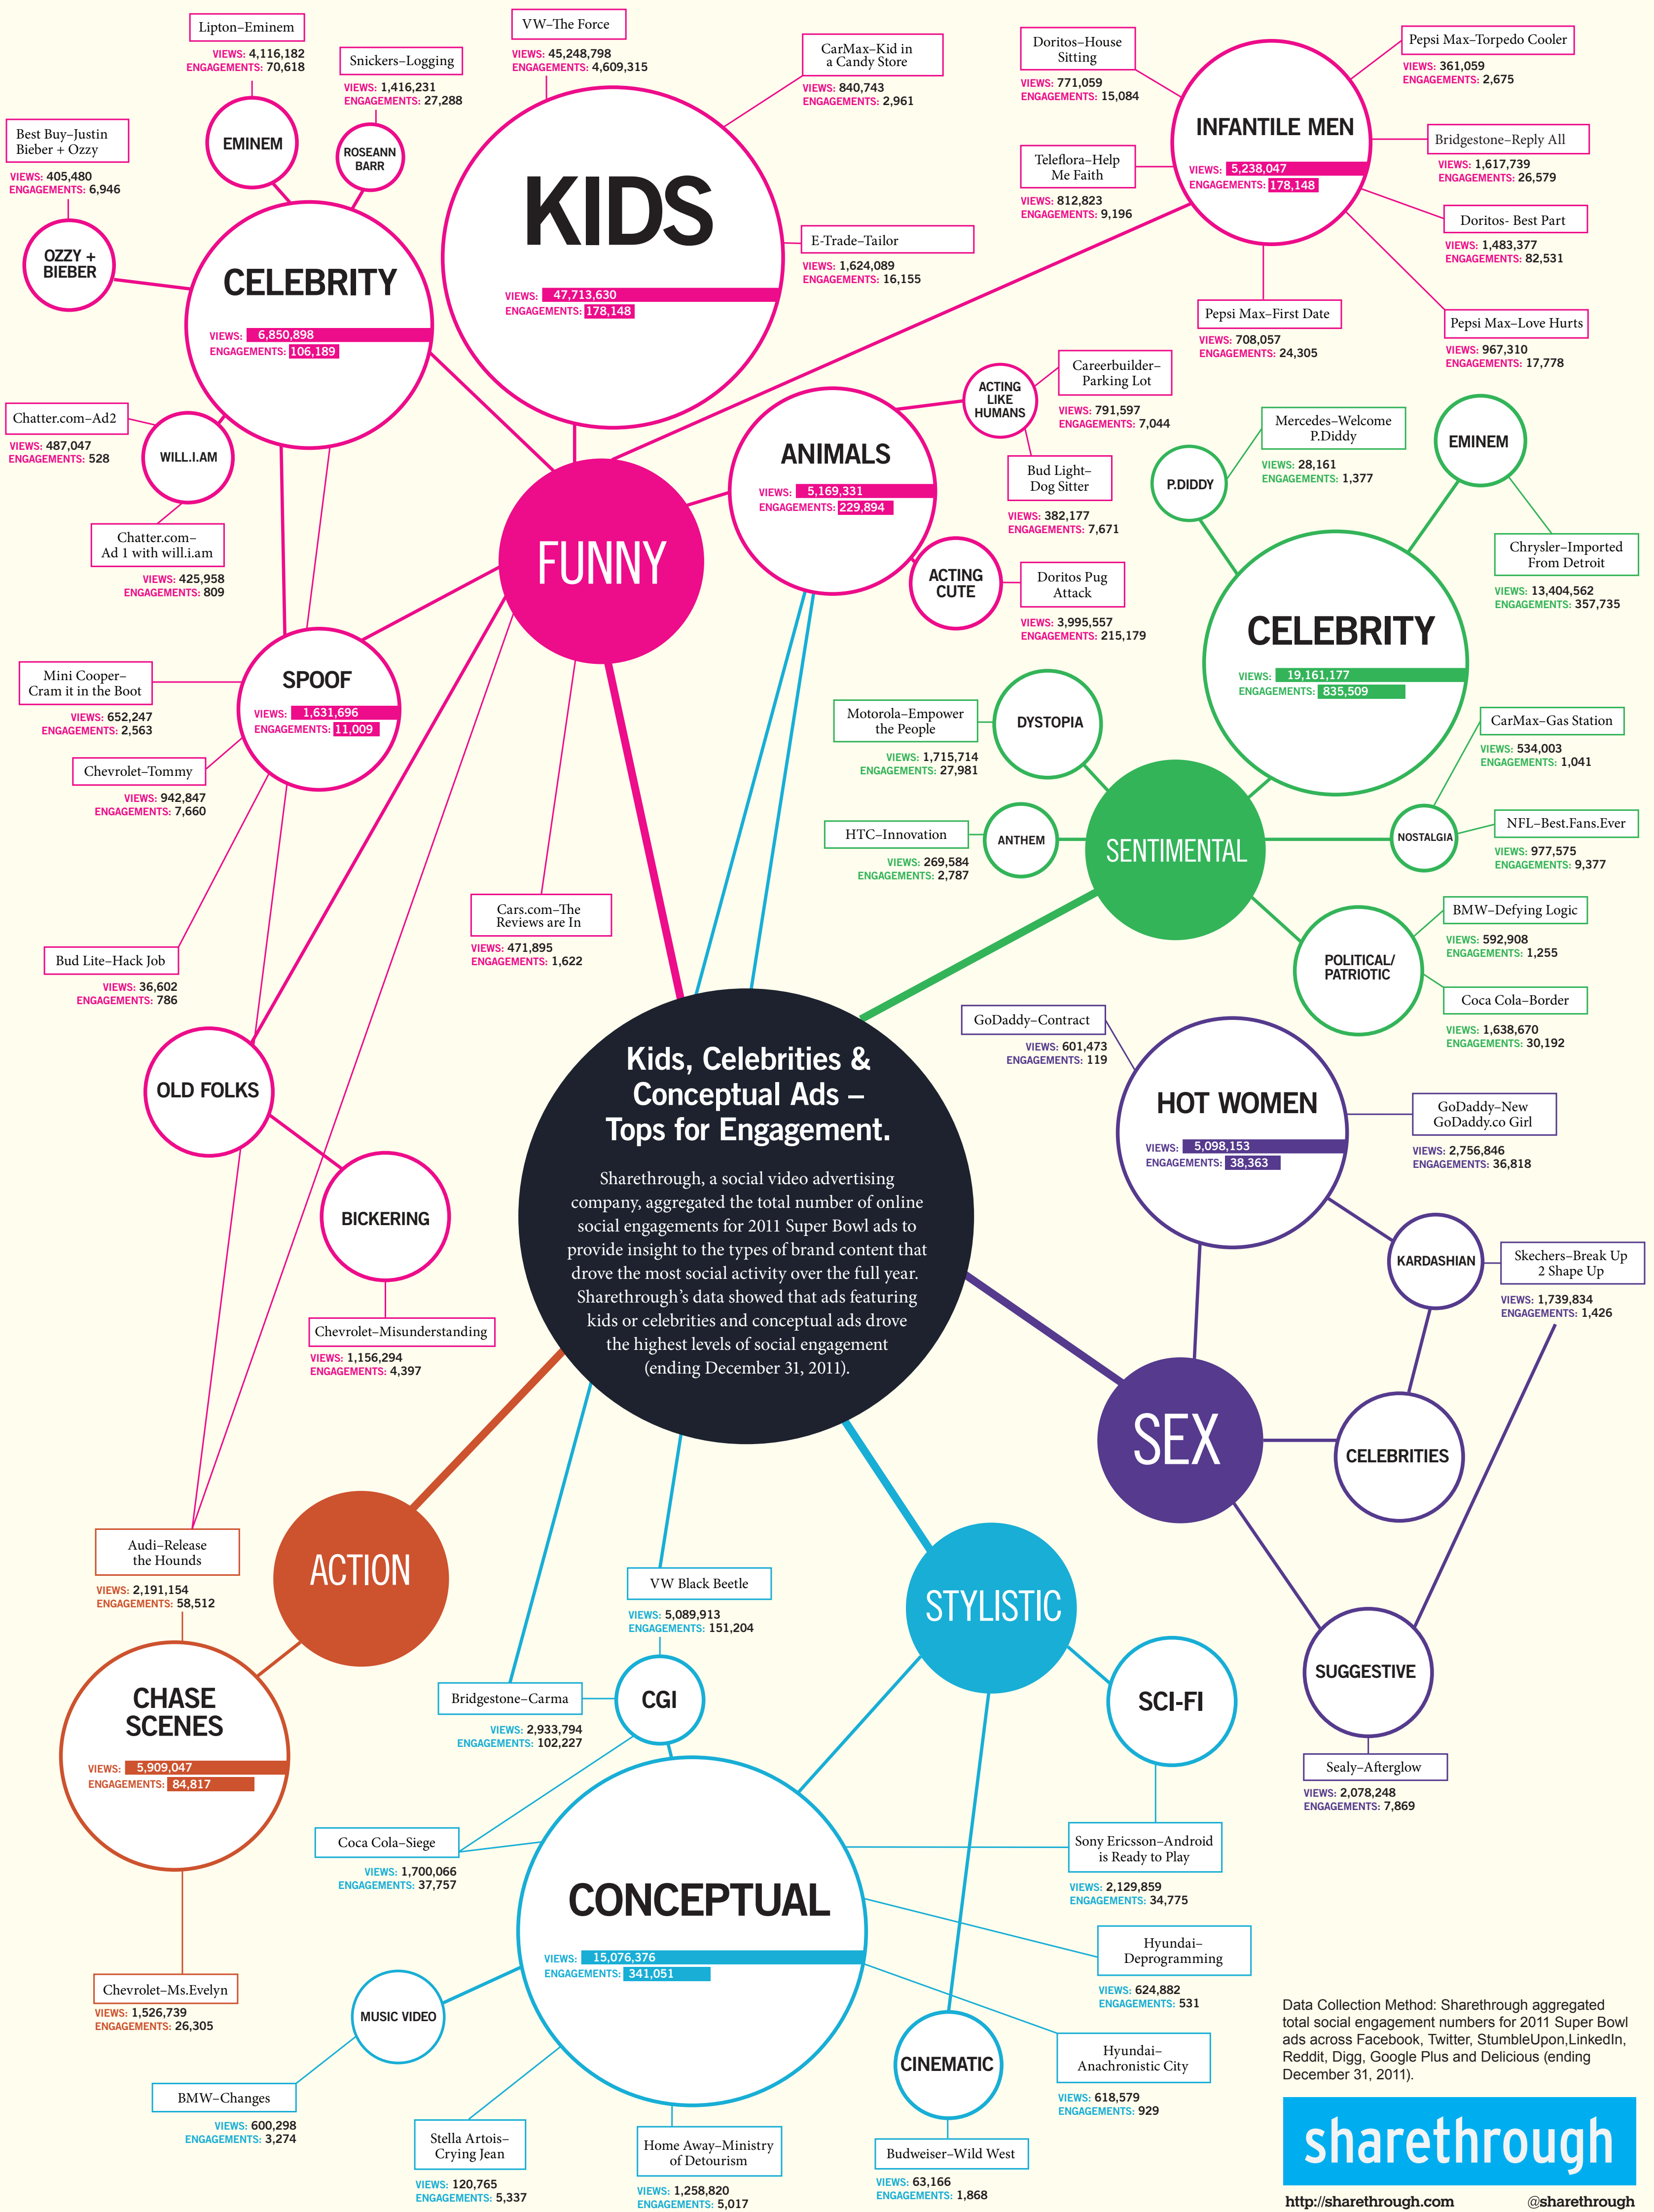 Lipton–Eminem
VIEWS: 4,116,182
ENGAGEMENTS: 70,618
EMINEM
Snickers–Logging
VIEWS: 1,416,231
ENGAGEMENTS: 27,288
ROSEANN
BARR
Best Buy–Justin
Bieber + Ozzy
VIEWS: 405,480
ENGAGEMENTS: 6,946
OZZY +
BIEBER
CELEBRITY
VIEWS: 6,850,898
ENGAGEMENTS: 106,189
Chatter.com–Ad2
VIEWS: 487,047
ENGAGEMENTS: 528
WILL.I.AM
Chatter.com–
Ad 1 with will.i.am
VIEWS: 425,958
ENGAGEMENTS: 809
VW–The Force
VIEWS: 45,248,798
ENGAGEMENTS: 4,609,315
CarMax–Kid in
a Candy Store
VIEWS: 840,743
ENGAGEMENTS: 2,961
KIDS
VIEWS: 47,713,630
ENGAGEMENTS: 178,148
E-Trade–Tailor
VIEWS: 1,624,089
ENGAGEMENTS: 16,155
Doritos–House
Sitting
VIEWS: 771,059
ENGAGEMENTS: 15,084
Teleflora–Help
Me Faith
VIEWS: 812,823
ENGAGEMENTS: 9,196
INFANTILE MEN
VIEWS: 5,238,047
ENGAGEMENTS: 178,148
Pepsi Max–Torpedo Cooler
VIEWS: 361,059
ENGAGEMENTS: 2,675
Bridgestone–Reply All
VIEWS: 1,617,739
ENGAGEMENTS: 26,579
Doritos- Best Part
VIEWS: 1,483,377
ENGAGEMENTS: 82,531
Pepsi Max–First Date
VIEWS: 708,057
ENGAGEMENTS: 24,305
Pepsi Max–Love Hurts
VIEWS: 967,310
ENGAGEMENTS: 17,778
FUNNY
ANIMALS
VIEWS: 5,169,331
ENGAGEMENTS: 229,894
ACTING
LIKE
HUMANS
Careerbuilder–
Parking Lot
VIEWS: 791,597
ENGAGEMENTS: 7,044
Bud Light–
Dog Sitter
VIEWS: 382,177
ENGAGEMENTS: 7,671
ACTING
CUTE
Doritos Pug
Attack
VIEWS: 3,995,557
ENGAGEMENTS: 215,179
SPOOF
VIEWS: 1,631,696
ENGAGEMENTS: 11,009
Mini Cooper–
Cram it in the Boot
VIEWS: 652,247
ENGAGEMENTS: 2,563
Chevrolet–Tommy
VIEWS: 942,847
ENGAGEMENTS: 7,660
Bud Lite–Hack Job
VIEWS: 36,602
ENGAGEMENTS: 786
Cars.com–The
Reviews are In
VIEWS: 471,895
ENGAGEMENTS: 1,622
OLD FOLKS
BICKERING
Chevrolet–Misunderstanding
VIEWS: 1,156,294
ENGAGEMENTS: 4,397
Mercedes–Welcome
P.Diddy
VIEWS: 28,161
ENGAGEMENTS: 1,377
P.DIDDY
EMINEM
Chrysler–Imported
From Detroit
VIEWS: 13,404,562
ENGAGEMENTS: 357,735
CELEBRITY
VIEWS: 19,161,177
ENGAGEMENTS: 835,509
Motorola–Empower
the People
VIEWS: 1,715,714
ENGAGEMENTS: 27,981
DYSTOPIA
HTC–Innovation
VIEWS: 269,584
ENGAGEMENTS: 2,787
ANTHEM
SENTIMENTAL
CarMax–Gas Station
VIEWS: 534,003
ENGAGEMENTS: 1,041
NOSTALGIA
NFL–Best.Fans.Ever
VIEWS: 977,575
ENGAGEMENTS: 9,377
POLITICAL/
PATRIOTIC
BMW–Defying Logic
VIEWS: 592,908
ENGAGEMENTS: 1,255
Coca Cola–Border
VIEWS: 1,638,670
ENGAGEMENTS: 30,192
Kids, Celebrities &
Conceptual Ads –
Tops for Engagement.
Sharethrough, a social video advertising
company, aggregated the total number of online
social engagements for 2011 Super Bowl ads to
provide insight to the types of brand content that
drove the most social activity over the full year.
Sharethrough's data showed that ads featuring
kids or celebrities and conceptual ads drove
the highest levels of social engagement
(ending December 31, 2011).
GoDaddy–Contract
VIEWS: 601,473
ENGAGEMENTS: 119
HOT WOMEN
VIEWS: 5,098,153
ENGAGEMENTS: 38,363
GoDaddy–New
GoDaddy.co Girl
VIEWS: 2,756,846
ENGAGEMENTS: 36,818
KARDASHIAN
Skechers–Break Up
2 Shape Up
VIEWS: 1,739,834
ENGAGEMENTS: 1,426
SEX
CELEBRITIES
SUGGESTIVE
Sealy–Afterglow
VIEWS: 2,078,248
ENGAGEMENTS: 7,869
ACTION
Audi–Release
the Hounds
VIEWS: 2,191,154
ENGAGEMENTS: 58,512
CHASE
SCENES
VIEWS: 5,909,047
ENGAGEMENTS: 84,817
Chevrolet–Ms.Evelyn
VIEWS: 1,526,739
ENGAGEMENTS: 26,305
STYLISTIC
VW Black Beetle
VIEWS: 5,089,913
ENGAGEMENTS: 151,204
CGI
Bridgestone–Carma
VIEWS: 2,933,794
ENGAGEMENTS: 102,227
SCI-FI
Coca Cola–Siege
VIEWS: 1,700,066
ENGAGEMENTS: 37,757
Sony Ericsson–Android
is Ready to Play
VIEWS: 2,129,859
ENGAGEMENTS: 34,775
CONCEPTUAL
VIEWS: 15,076,376
ENGAGEMENTS: 341,051
Hyundai–
Deprogramming
VIEWS: 624,882
ENGAGEMENTS: 531
Hyundai–
Anachronistic City
VIEWS: 618,579
ENGAGEMENTS: 929
MUSIC VIDEO
BMW–Changes
VIEWS: 600,298
ENGAGEMENTS: 3,274
Stella Artois–
Crying Jean
VIEWS: 120,765
ENGAGEMENTS: 5,337
Home Away–Ministry
of Detourism
VIEWS: 1,258,820
ENGAGEMENTS: 5,017
CINEMATIC
Budweiser–Wild West
VIEWS: 63,166
ENGAGEMENTS: 1,868
Data Collection Method: Sharethrough aggregated
total social engagement numbers for 2011 Super Bowl
ads across Facebook, Twitter, StumbleUpon,LinkedIn,
Reddit, Digg, Google Plus and Delicious (ending
December 31, 2011).
sharethrough
http://sharethrough.com
@sharethrough